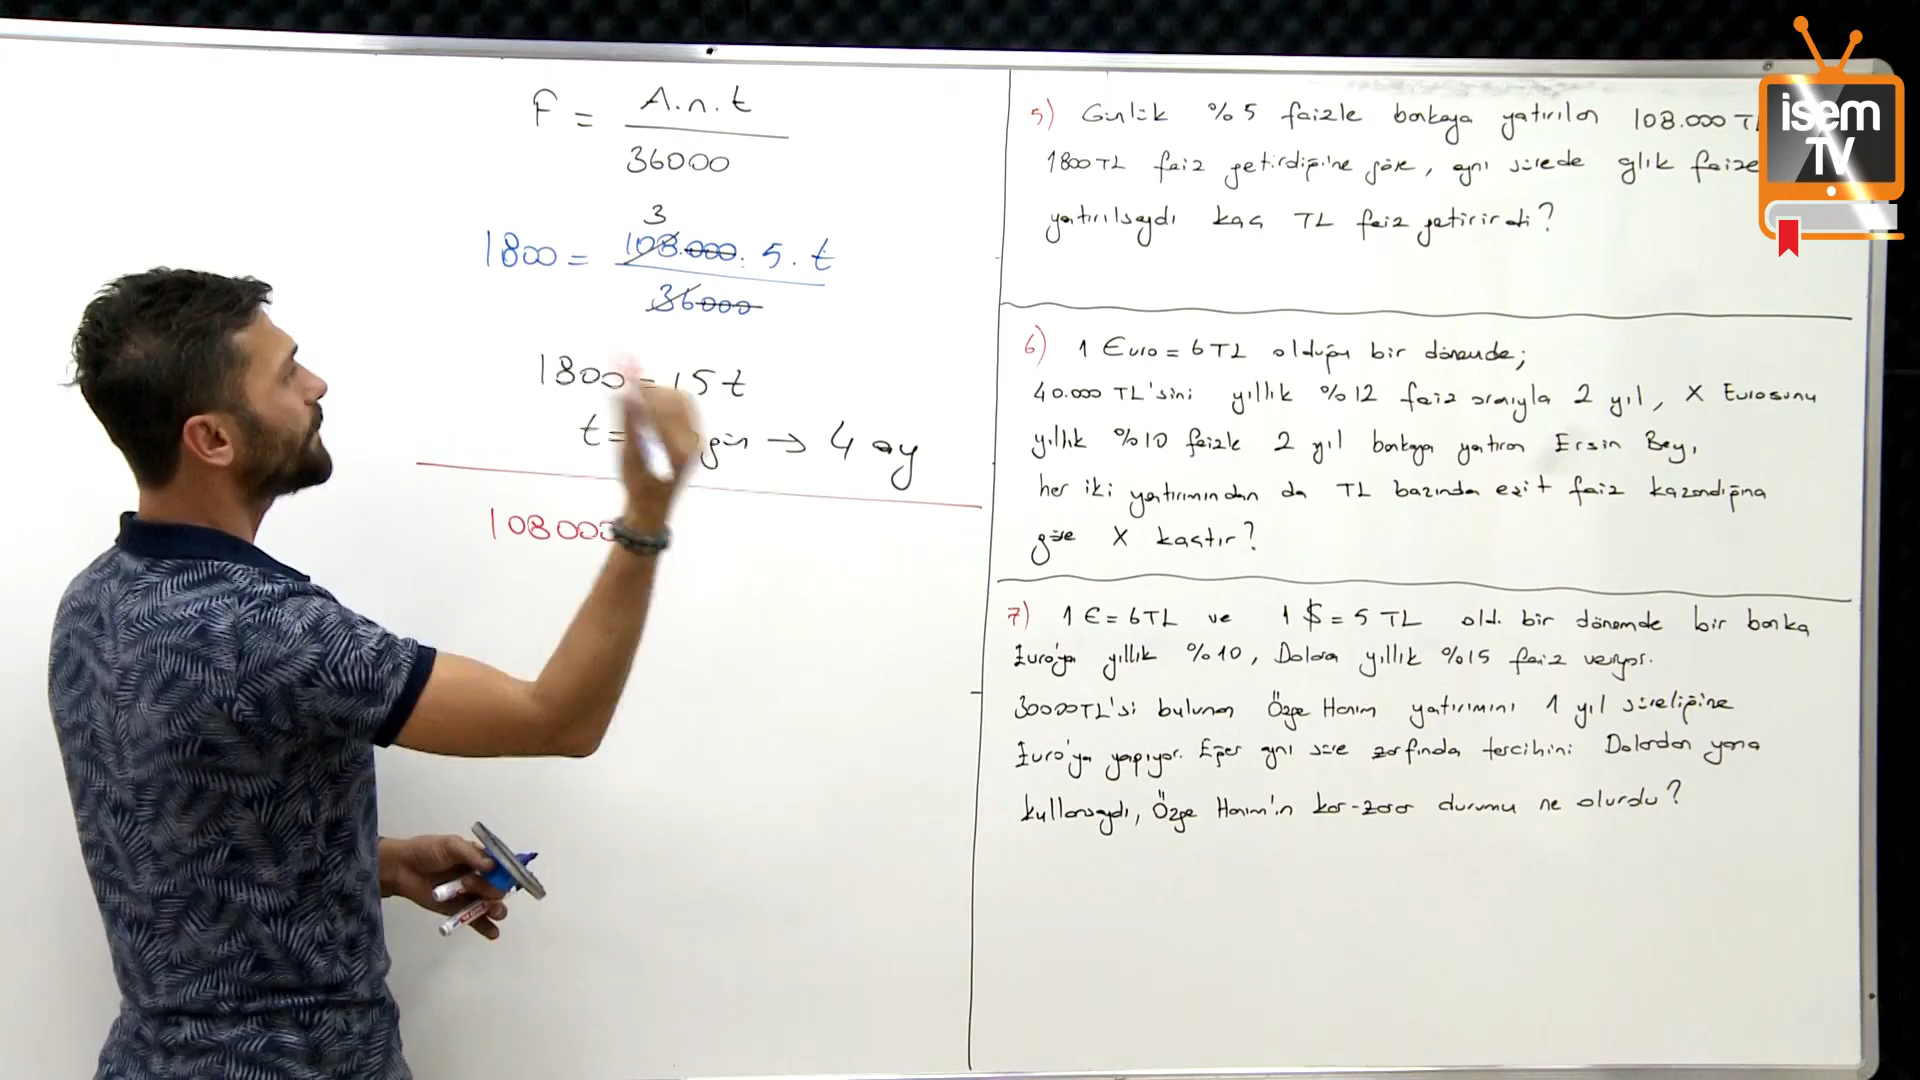 F = A.n.t
36000
3
1800 = 108.000. 5. t
36000
1800 = 15 t
t= gün → 4 ay
108000
5) Günlük %5 faizle bankaya yatırılan 108.000 TL
1800 TL faiz getirdiğine göre, aynı sürede aylık faize
yatırılsaydı kaç TL faiz getirirdi?
6) 1 Euro = 6 TL olduğu bir dönemde;
40.000 TL'sini yıllık %12 faiz oranıyla 2 yıl, X Eurosunu
yıllık %10 faizle 2 yıl bankaya yatıran Ersin Bey,
her iki yatırımından da TL bazında eşit faiz kazandığına
göre X kaçtır?
7) 1 € = 6TL ve 1 $ = 5 TL old. bir dönemde bir banka
Euro'ya yıllık %10, Dolara yıllık %15 faiz veriyor.
30000TL'si bulunan Özge Hanım yatırımını 1 yıl süreliğine
Euro'ya yapıyor. Eğer aynı süre zarfında tercihini Dolardan yana
kullansaydı, Özge Hanım'ın kar-zarar durumu ne olurdu?
isem
TV